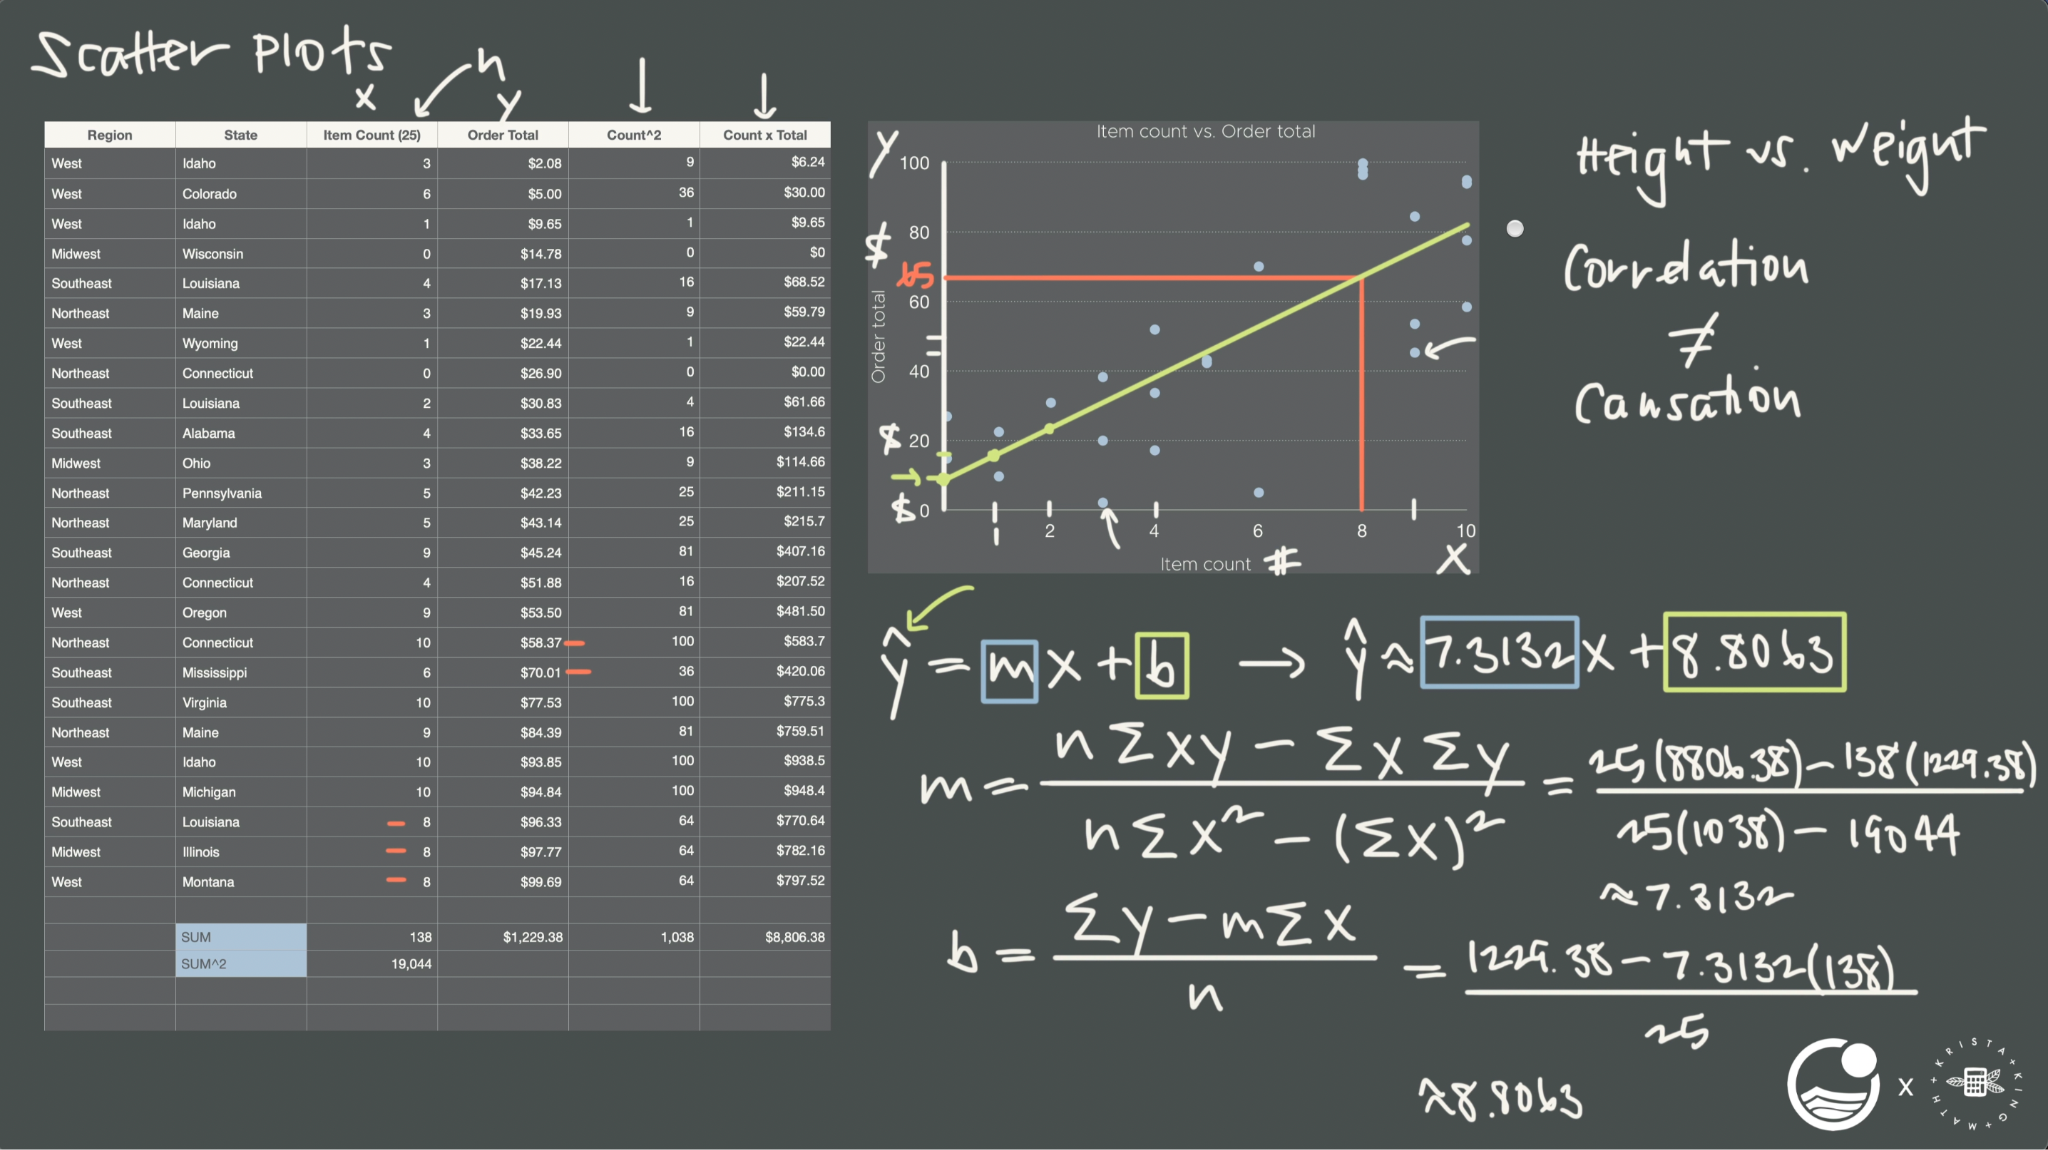 Scatter plots
x n y
Region State Item Count (25) Order Total Count^2 Count x Total
West Idaho 3 $2.08 9 $6.24
West Colorado 6 $5.00 36 $30.00
West Idaho 1 $9.65 1 $9.65
Midwest Wisconsin 0 $14.78 0 $0
Southeast Louisiana 4 $17.13 16 $68.52
Northeast Maine 3 $19.93 9 $59.79
West Wyoming 1 $22.44 1 $22.44
Northeast Connecticut 0 $26.90 0 $0.00
Southeast Louisiana 2 $30.83 4 $61.66
Southeast Alabama 4 $33.65 16 $134.6
Midwest Ohio 3 $38.22 9 $114.66
Northeast Pennsylvania 5 $42.23 25 $211.15
Northeast Maryland 5 $43.14 25 $215.7
Southeast Georgia 9 $45.24 81 $407.16
Northeast Connecticut 4 $51.88 16 $207.52
West Oregon 9 $53.50 81 $481.50
Northeast Connecticut 10 $58.37 100 $583.7
Southeast Mississippi 6 $70.01 36 $420.06
Southeast Virginia 10 $77.53 100 $775.3
Northeast Maine 9 $84.39 81 $759.51
West Idaho 10 $93.85 100 $938.5
Midwest Michigan 10 $94.84 100 $948.4
Southeast Louisiana 8 $96.33 64 $770.64
Midwest Illinois 8 $97.77 64 $782.16
West Montana 8 $99.69 64 $797.52
SUM 138 $1,229.38 1,038 $8,806.38
SUM^2 19,044
Item count vs. Order total
Y
100
$ 80
65
60
Order total
40
$ 20
$ 0
1 2 4 6 8 10
Item count # X
Height vs. weight
Correlation
≠
Causation
ŷ = mx + b → ŷ ≈ 7.3132x + 8.8063
m = (nΣxy − ΣxΣy) / (nΣx² − (Σx)²) = (25(8806.38) − 138(1229.38)) / (25(1038) − 19044)
≈ 7.3132
b = (Σy − mΣx) / n = (1229.38 − 7.3132(138)) / 25
≈ 8.8063
X
KRISTA + KING + MATH +